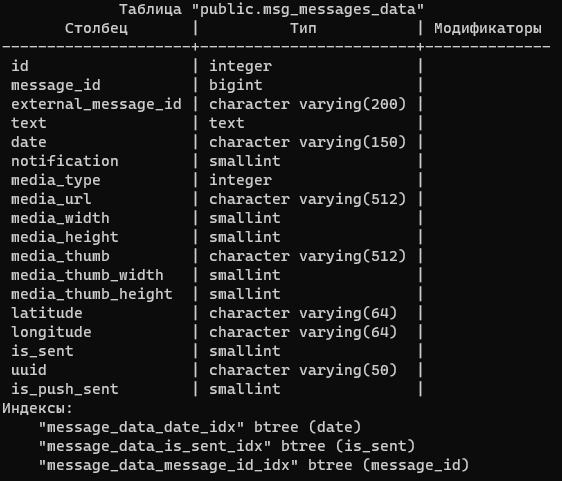 Таблица "public.msg_messages_data"
Столбец | Тип | Модификаторы
--------------------+------------------------+--------------
id | integer |
message_id | bigint |
external_message_id | character varying(200) |
text | text |
date | character varying(150) |
notification | smallint |
media_type | integer |
media_url | character varying(512) |
media_width | smallint |
media_height | smallint |
media_thumb | character varying(512) |
media_thumb_width | smallint |
media_thumb_height | smallint |
latitude | character varying(64) |
longitude | character varying(64) |
is_sent | smallint |
uuid | character varying(50) |
is_push_sent | smallint |
Индексы:
"message_data_date_idx" btree (date)
"message_data_is_sent_idx" btree (is_sent)
"message_data_message_id_idx" btree (message_id)